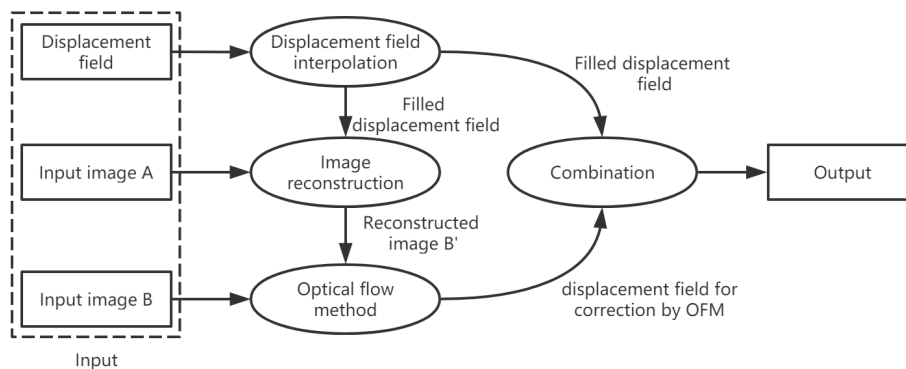 Displacement
field
Displacement field
interpolation
Filled displacement
field
Filled
displacement field
Input image A
Image
reconstruction
Combination
Output
Reconstructed
image B'
Input image B
Optical flow
method
displacement field for
correction by OFM
Input